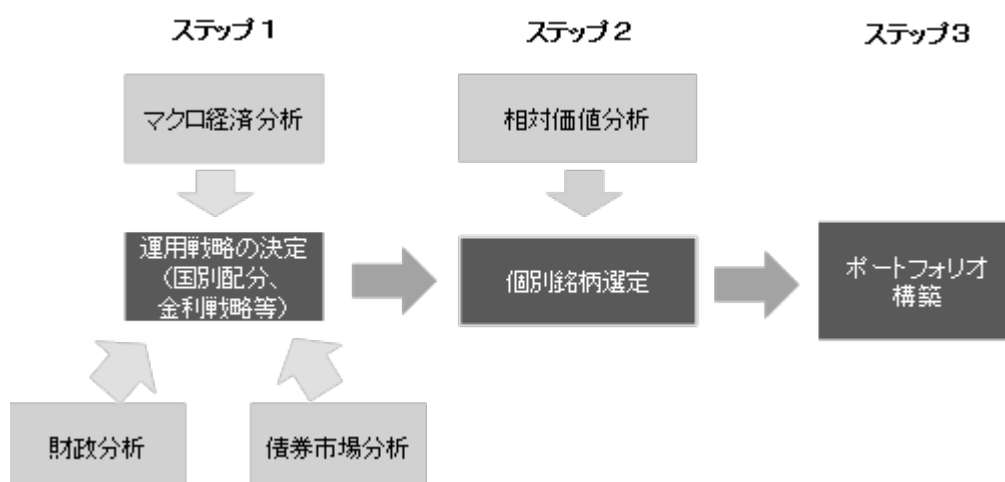 ステップ1
ステップ2
ステップ3
マクロ経済分析
相対価値分析
運用戦略の決定
(国別配分、
金利戦略等)
個別銘柄選定
ポートフォリオ
構築
財政分析
債券市場分析